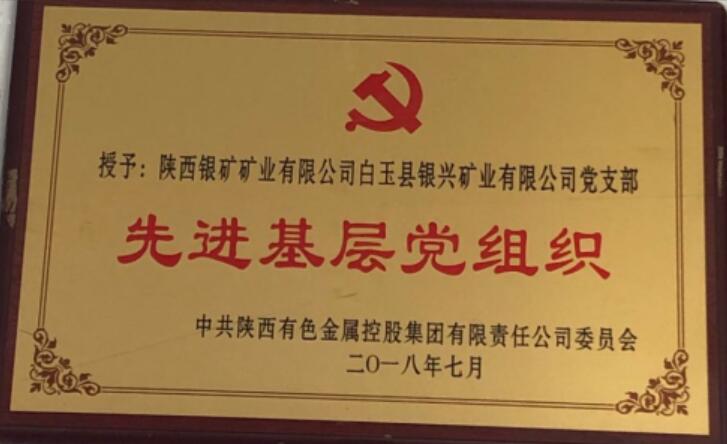 授予：陕西银矿矿业有限公司白玉县银兴矿业有限公司党支部
先进基层党组织
中共陕西有色金属控股集团有限责任公司委员会
二〇一八年七月